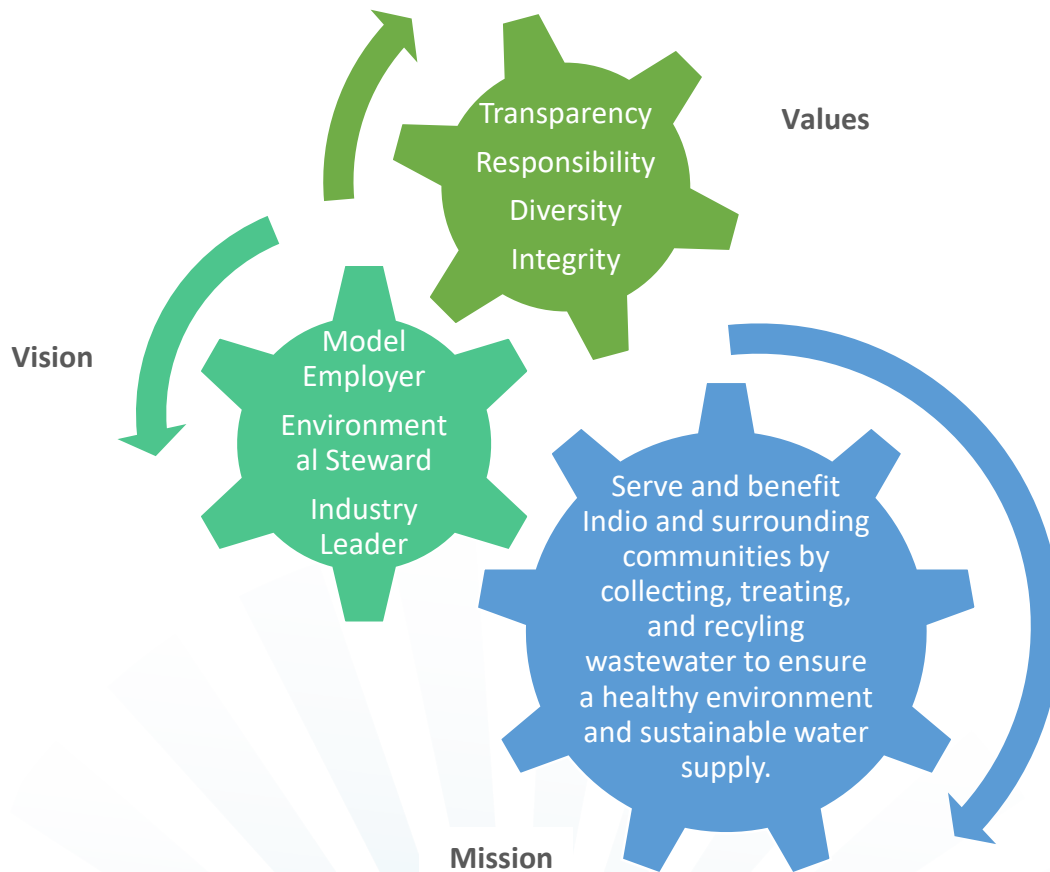 Values
Transparency
Responsibility
Diversity
Integrity
Vision
Model
Employer
Environment
al Steward
Industry
Leader
Serve and benefit
Indio and surrounding
communities by
collecting, treating,
and recyling
wastewater to ensure
a healthy environment
and sustainable water
supply.
Mission